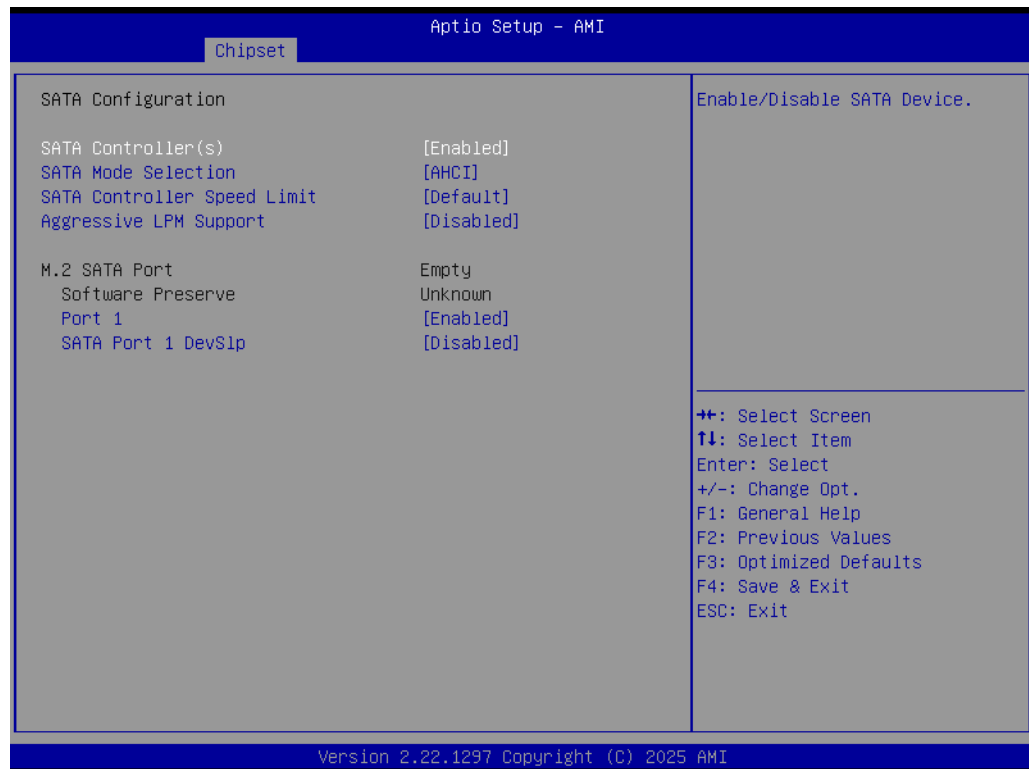 Aptio Setup – AMI
Chipset
SATA Configuration
Enable/Disable SATA Device.
SATA Controller(s) [Enabled]
SATA Mode Selection [AHCI]
SATA Controller Speed Limit [Default]
Aggressive LPM Support [Disabled]
M.2 SATA Port Empty
Software Preserve Unknown
Port 1 [Enabled]
SATA Port 1 DevSlp [Disabled]
→←: Select Screen
↑↓: Select Item
Enter: Select
+/-: Change Opt.
F1: General Help
F2: Previous Values
F3: Optimized Defaults
F4: Save & Exit
ESC: Exit
Version 2.22.1297 Copyright (C) 2025 AMI